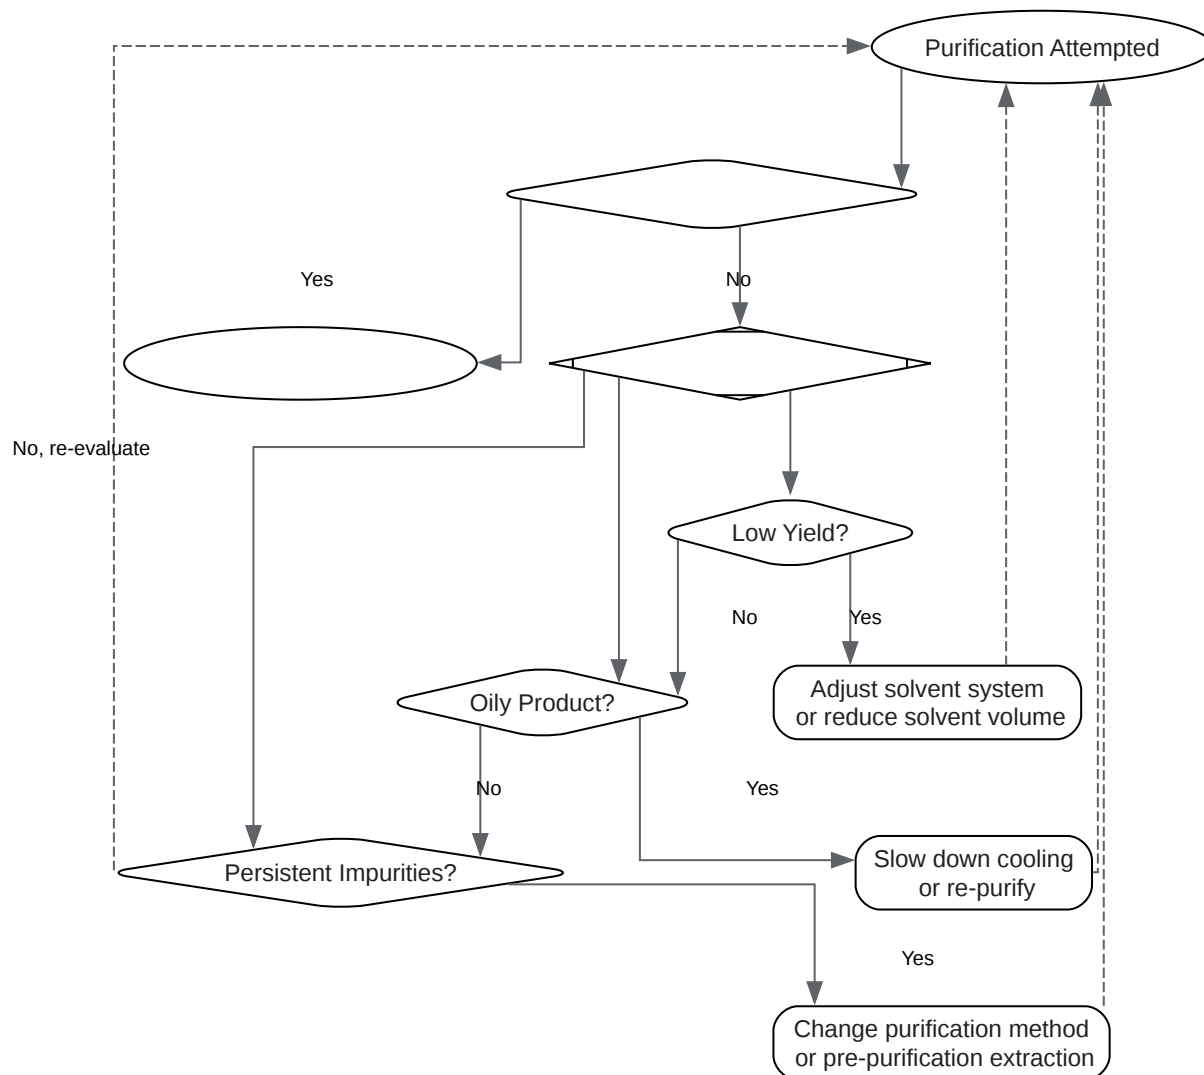 Purification Attempted
Yes
No
No, re-evaluate
Low Yield?
No
Yes
Adjust solvent system
or reduce solvent volume
Oily Product?
No
Yes
Persistent Impurities?
Slow down cooling
or re-purify
Yes
Change purification method
or pre-purification extraction